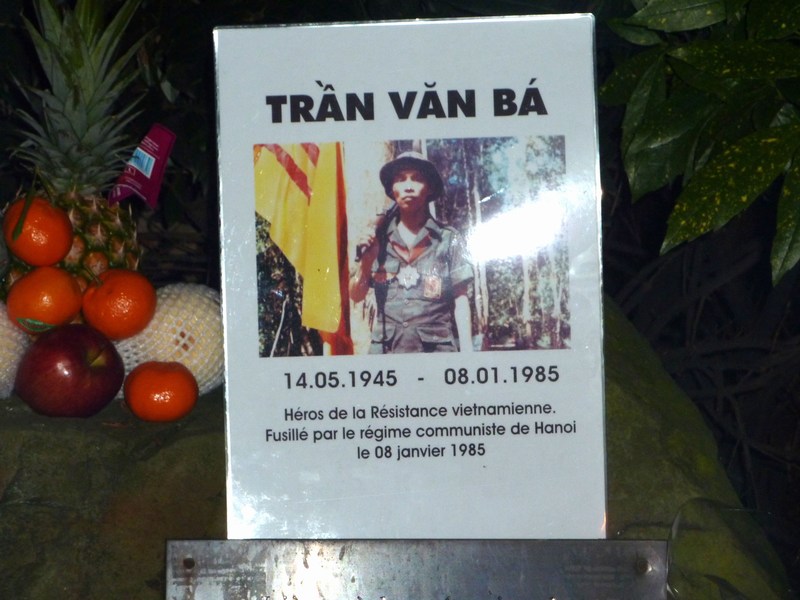 TRẦN VĂN BÁ
14.05.1945 - 08.01.1985
Héros de la Résistance vietnamienne.
Fusillé par le régime communiste de Hanoi
le 08 janvier 1985